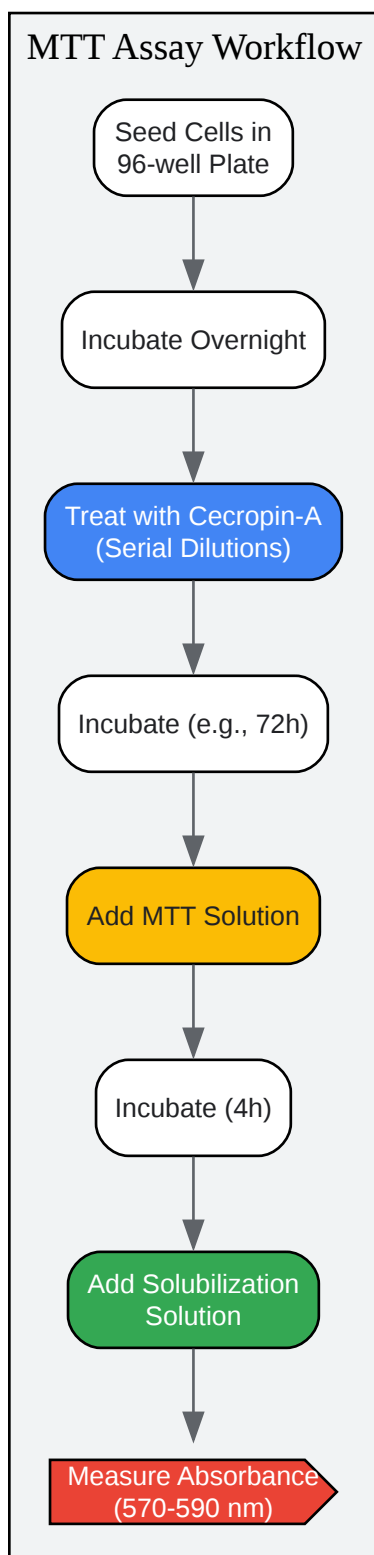 MTT Assay Workflow
Seed Cells in
96-well Plate
Incubate Overnight
Treat with Cecropin-A
(Serial Dilutions)
Incubate (e.g., 72h)
Add MTT Solution
Incubate (4h)
Add Solubilization
Solution
Measure Absorbance
(570-590 nm)